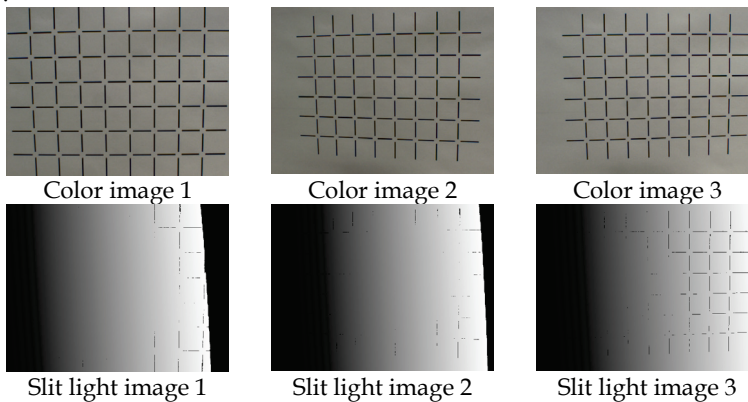 Color image 1
Color image 2
Color image 3
Slit light image 1
Slit light image 2
Slit light image 3